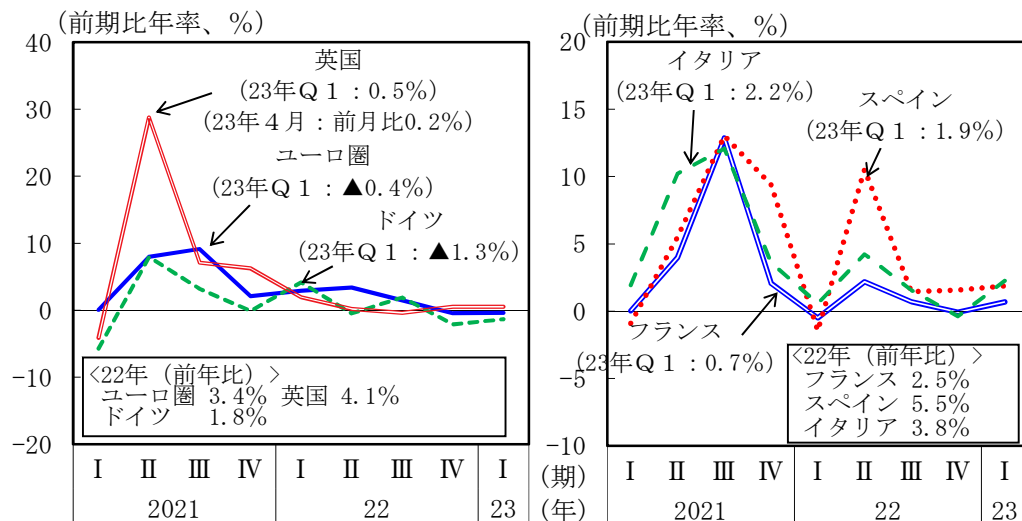 (前期比年率、%)
40
30
20
10
0
−10
−20
英国
(23年Q1:0.5%)
(23年4月:前月比0.2%)
ユーロ圏
(23年Q1:▲0.4%)
ドイツ
(23年Q1:▲1.3%)
<22年(前年比)>
ユーロ圏 3.4% 英国 4.1%
ドイツ 1.8%
Ⅰ Ⅱ Ⅲ Ⅳ Ⅰ Ⅱ Ⅲ Ⅳ Ⅰ (期)
2021 22 23 (年)
(前期比年率、%)
20
15
10
5
0
−5
−10
イタリア
(23年Q1:2.2%)
スペイン
(23年Q1:1.9%)
フランス
(23年Q1:0.7%)
<22年(前年比)>
フランス 2.5%
スペイン 5.5%
イタリア 3.8%
Ⅰ Ⅱ Ⅲ Ⅳ Ⅰ Ⅱ Ⅲ Ⅳ Ⅰ
2021 22 23